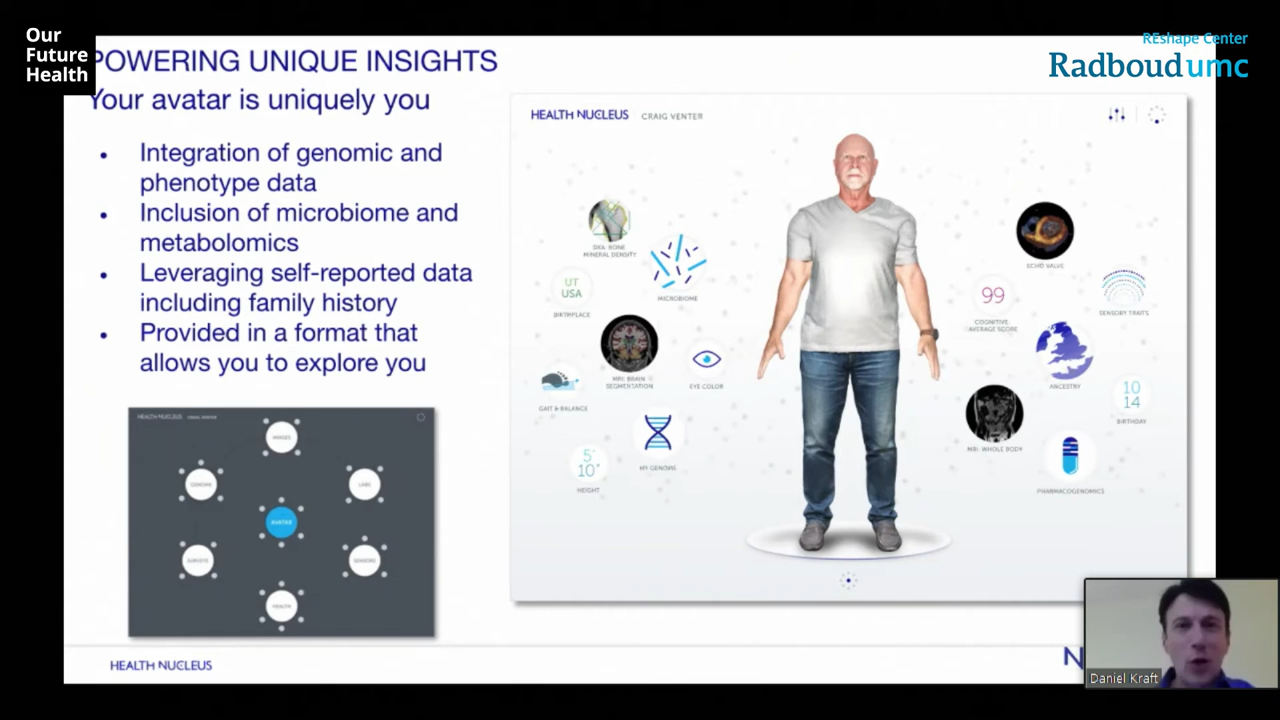 Our
Future
Health
POWERING UNIQUE INSIGHTS
Your avatar is uniquely you
• Integration of genomic and
phenotype data
• Inclusion of microbiome and
metabolomics
• Leveraging self-reported data
including family history
• Provided in a format that
allows you to explore you
REshape Center
Radboudumc
HEALTH NUCLEUS CRAIG VENTER
DXA: BONE
MINERAL DENSITY
MICROBIOME
UT
USA
BIRTHPLACE
MRI: BRAIN
SEGMENTATION
EYE COLOR
GAIT & BALANCE
MY GENOME
5'
10"
HEIGHT
ECHO VALVE
99
COGNITIVE
AVERAGE SCORE
SENSORY TRAITS
ANCESTRY
10
14
BIRTHDAY
MRI: WHOLE BODY
PHARMACOGENOMICS
HEALTH NUCLEUS CRAIG VENTER
IMAGES
GENOME
LABS
AVATAR
SURVEYS
SENSORS
HEALTH
HEALTH NUCLEUS
N
Daniel Kraft